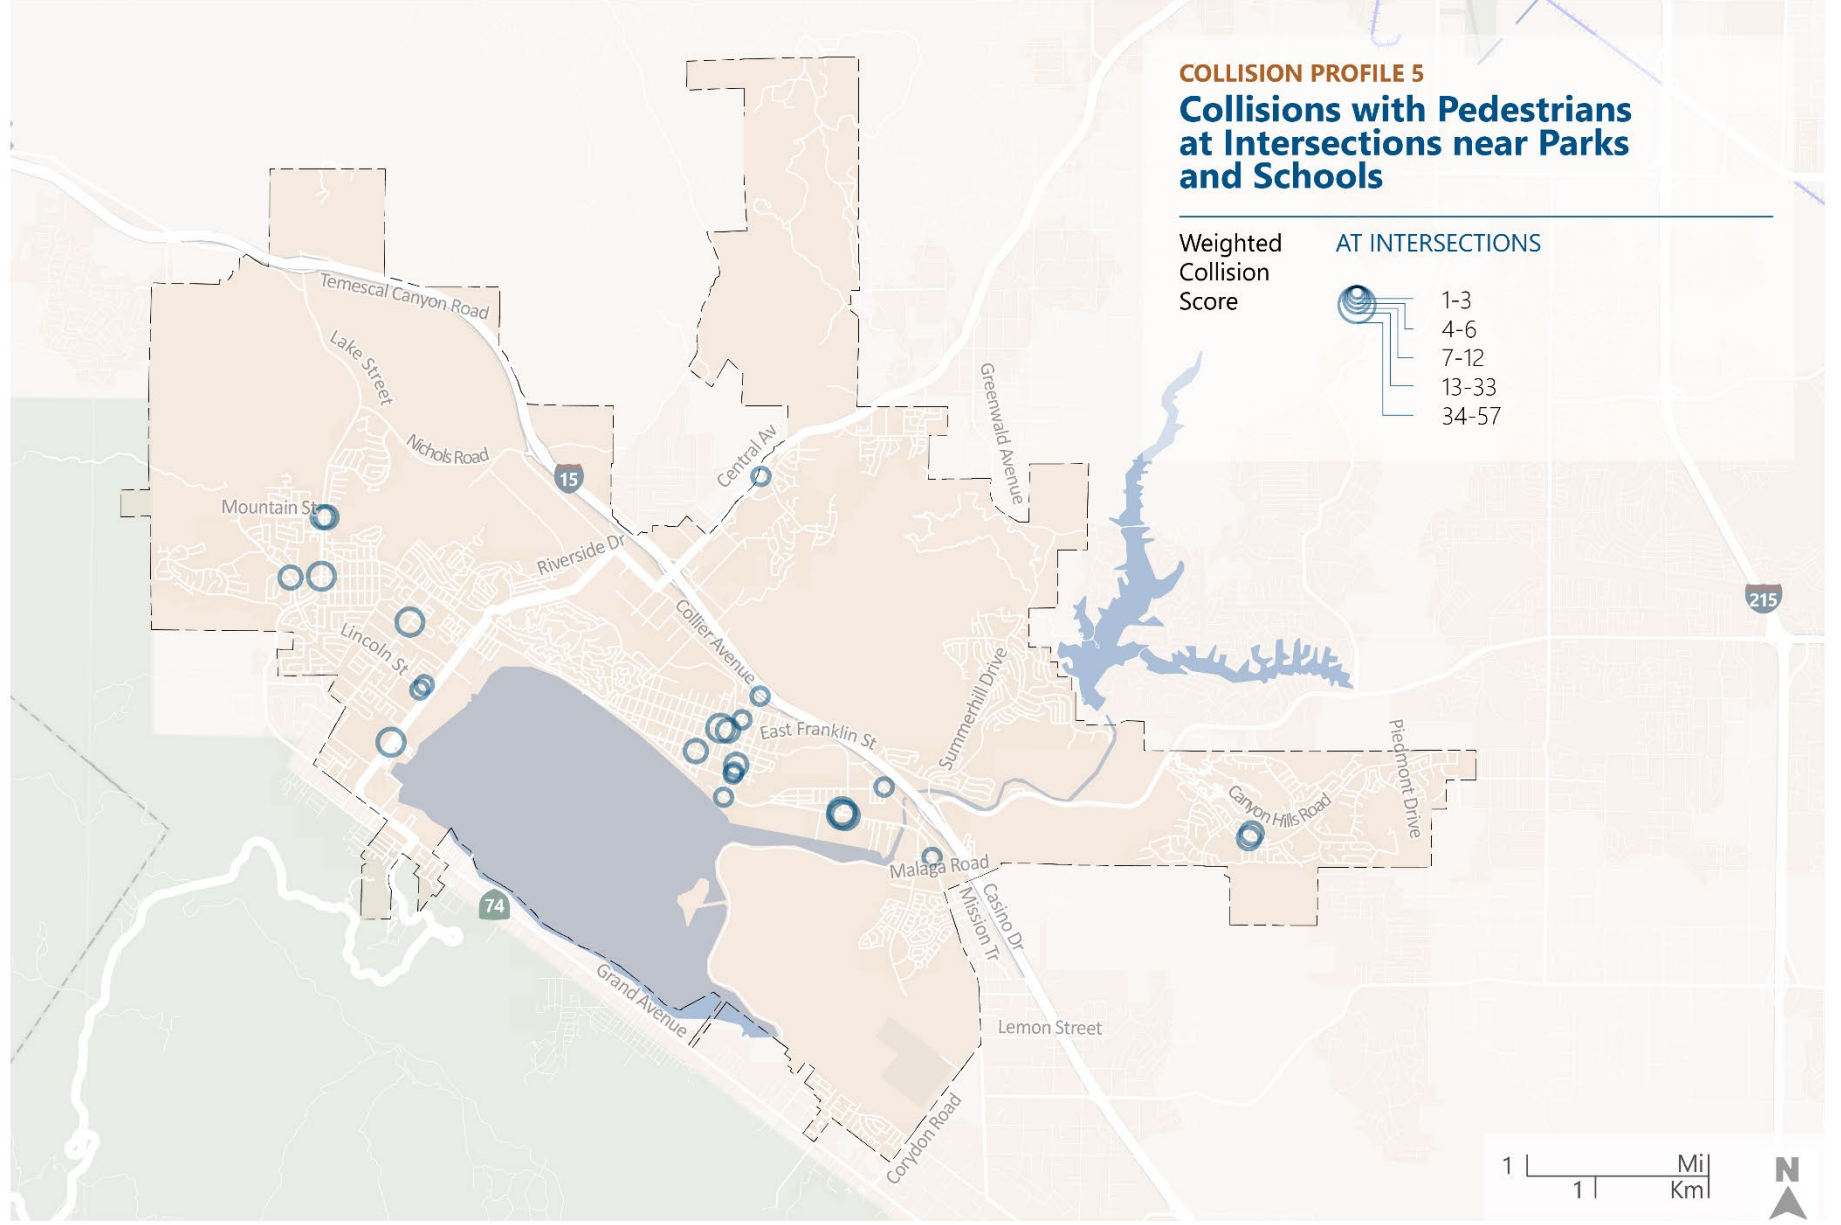 COLLISION PROFILE 5
Collisions with Pedestrians
at Intersections near Parks
and Schools
Weighted
Collision
Score
AT INTERSECTIONS
1-3
4-6
7-12
13-33
34-57
Temescal Canyon Road
Lake Street
Nichols Road
Central Av
Greenwald Avenue
15
Mountain St
Riverside Dr
215
Collier Avenue
Lincoln St
Summerhill Drive
East Franklin St
Piedmont Drive
Canyon Hills Road
Malaga Road
74
Casino Dr
Mission Tr
Grand Avenue
Lemon Street
Corydon Road
1 Mi
1 Km
N